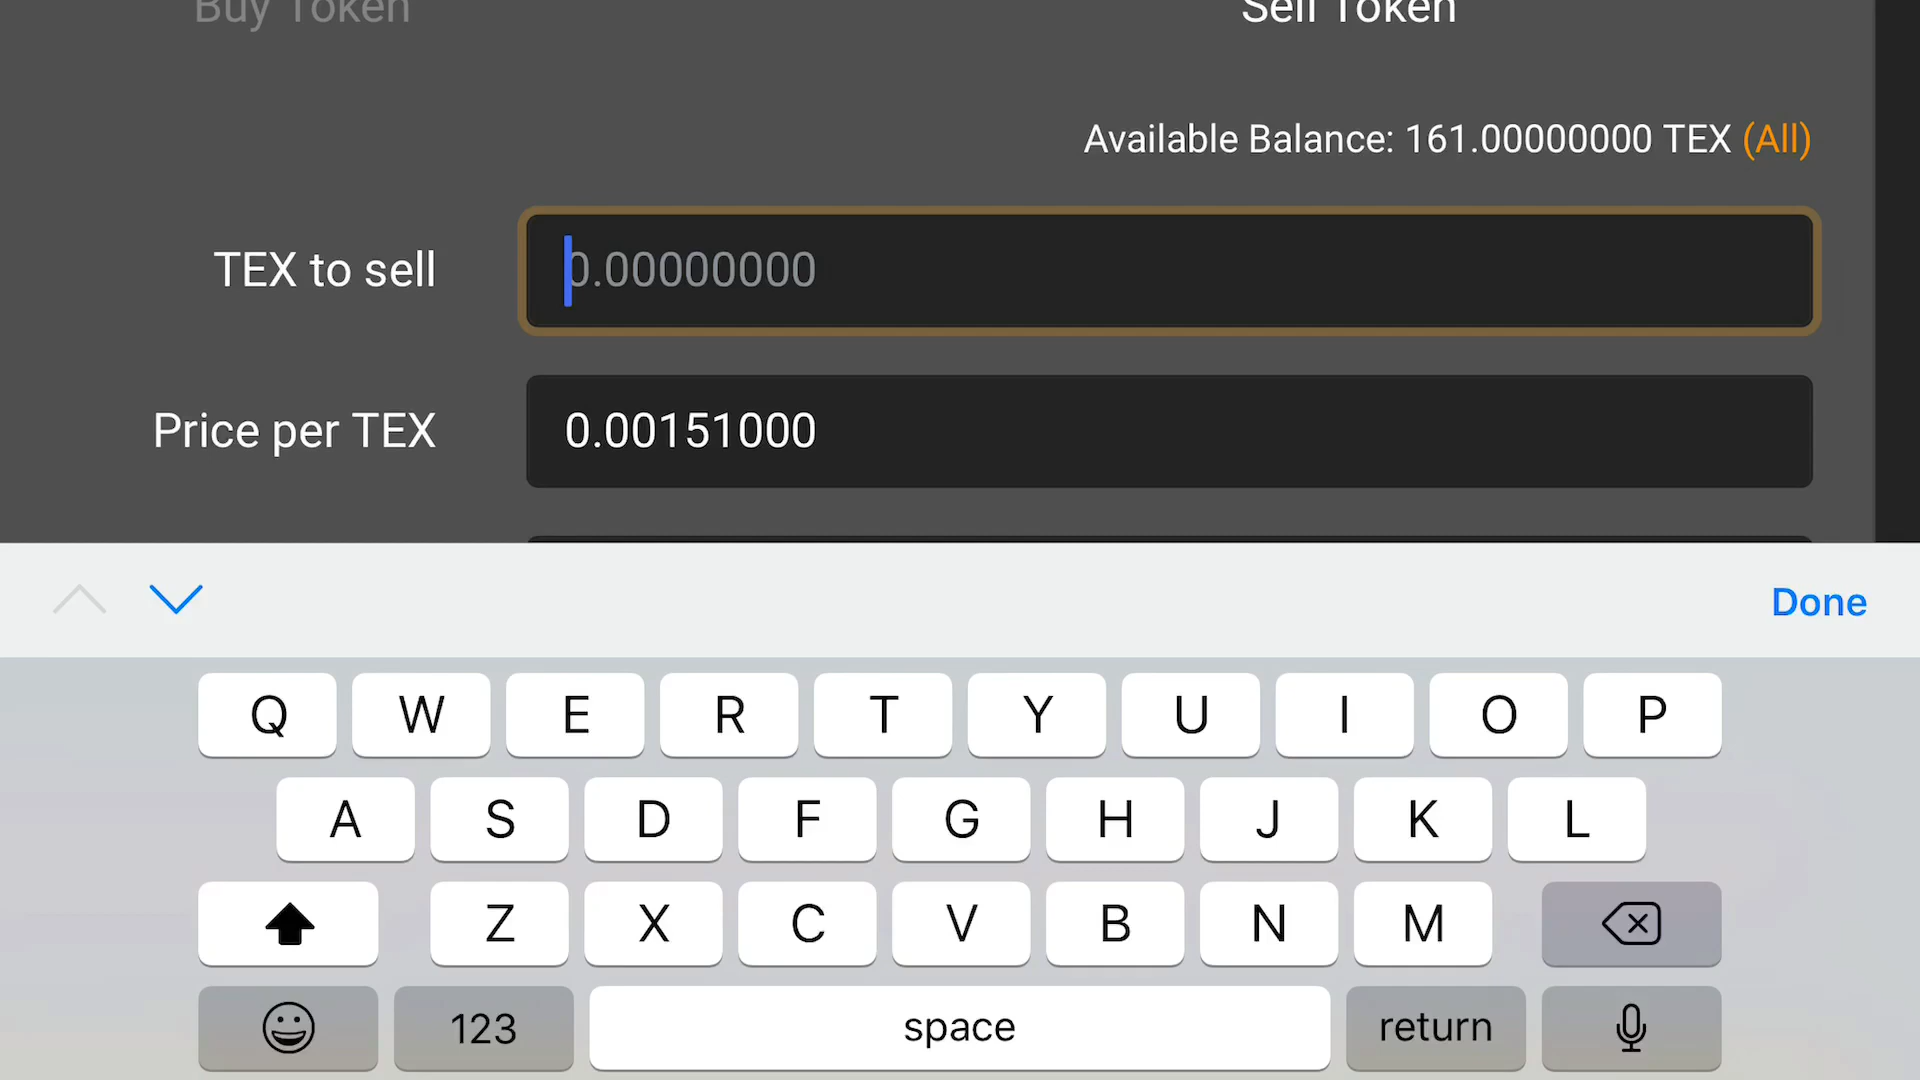 Buy Token Sell Token
Available Balance: 161.00000000 TEX (All)
TEX to sell 0.00000000
Price per TEX 0.00151000
Done
Q W E R T Y U I O P
A S D F G H J K L
Z X C V B N M
123 space return